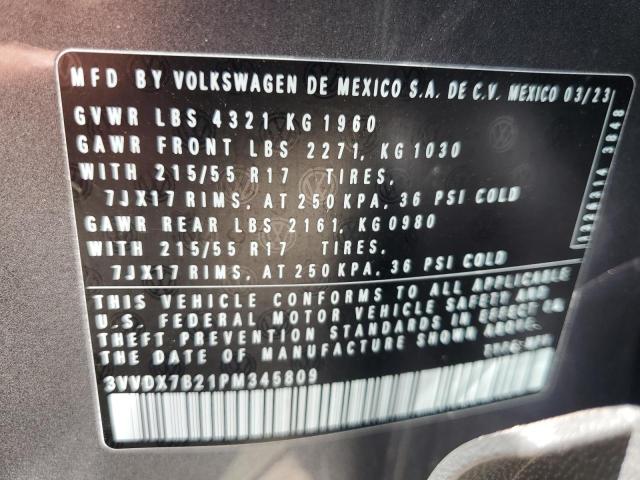 MFD BY VOLKSWAGEN DE MEXICO S.A. DE C.V. MEXICO 03/23
GVWR LBS 4321 KG 1960
GAWR FRONT LBS 2271, KG 1030
WITH 215/55 R17 TIRES,
7JX17 RIMS, AT 250 KPA, 36 PSI COLD
GAWR REAR LBS 2161, KG0980
WITH 215/55 R17 TIRES,
7JX17 RIMS, AT 250 KPA, 36 PSI COLD
THIS VEHICLE CONFORMS TO ALL APPLICABLE
U.S. FEDERAL MOTOR VEHICLE SAFETY AND
THEFT PREVENTION STANDARDS IN EFFECT ON
THE DATE OF MANUFACTURE SHOWN ABOVE.
3VVDX7B21PM345809